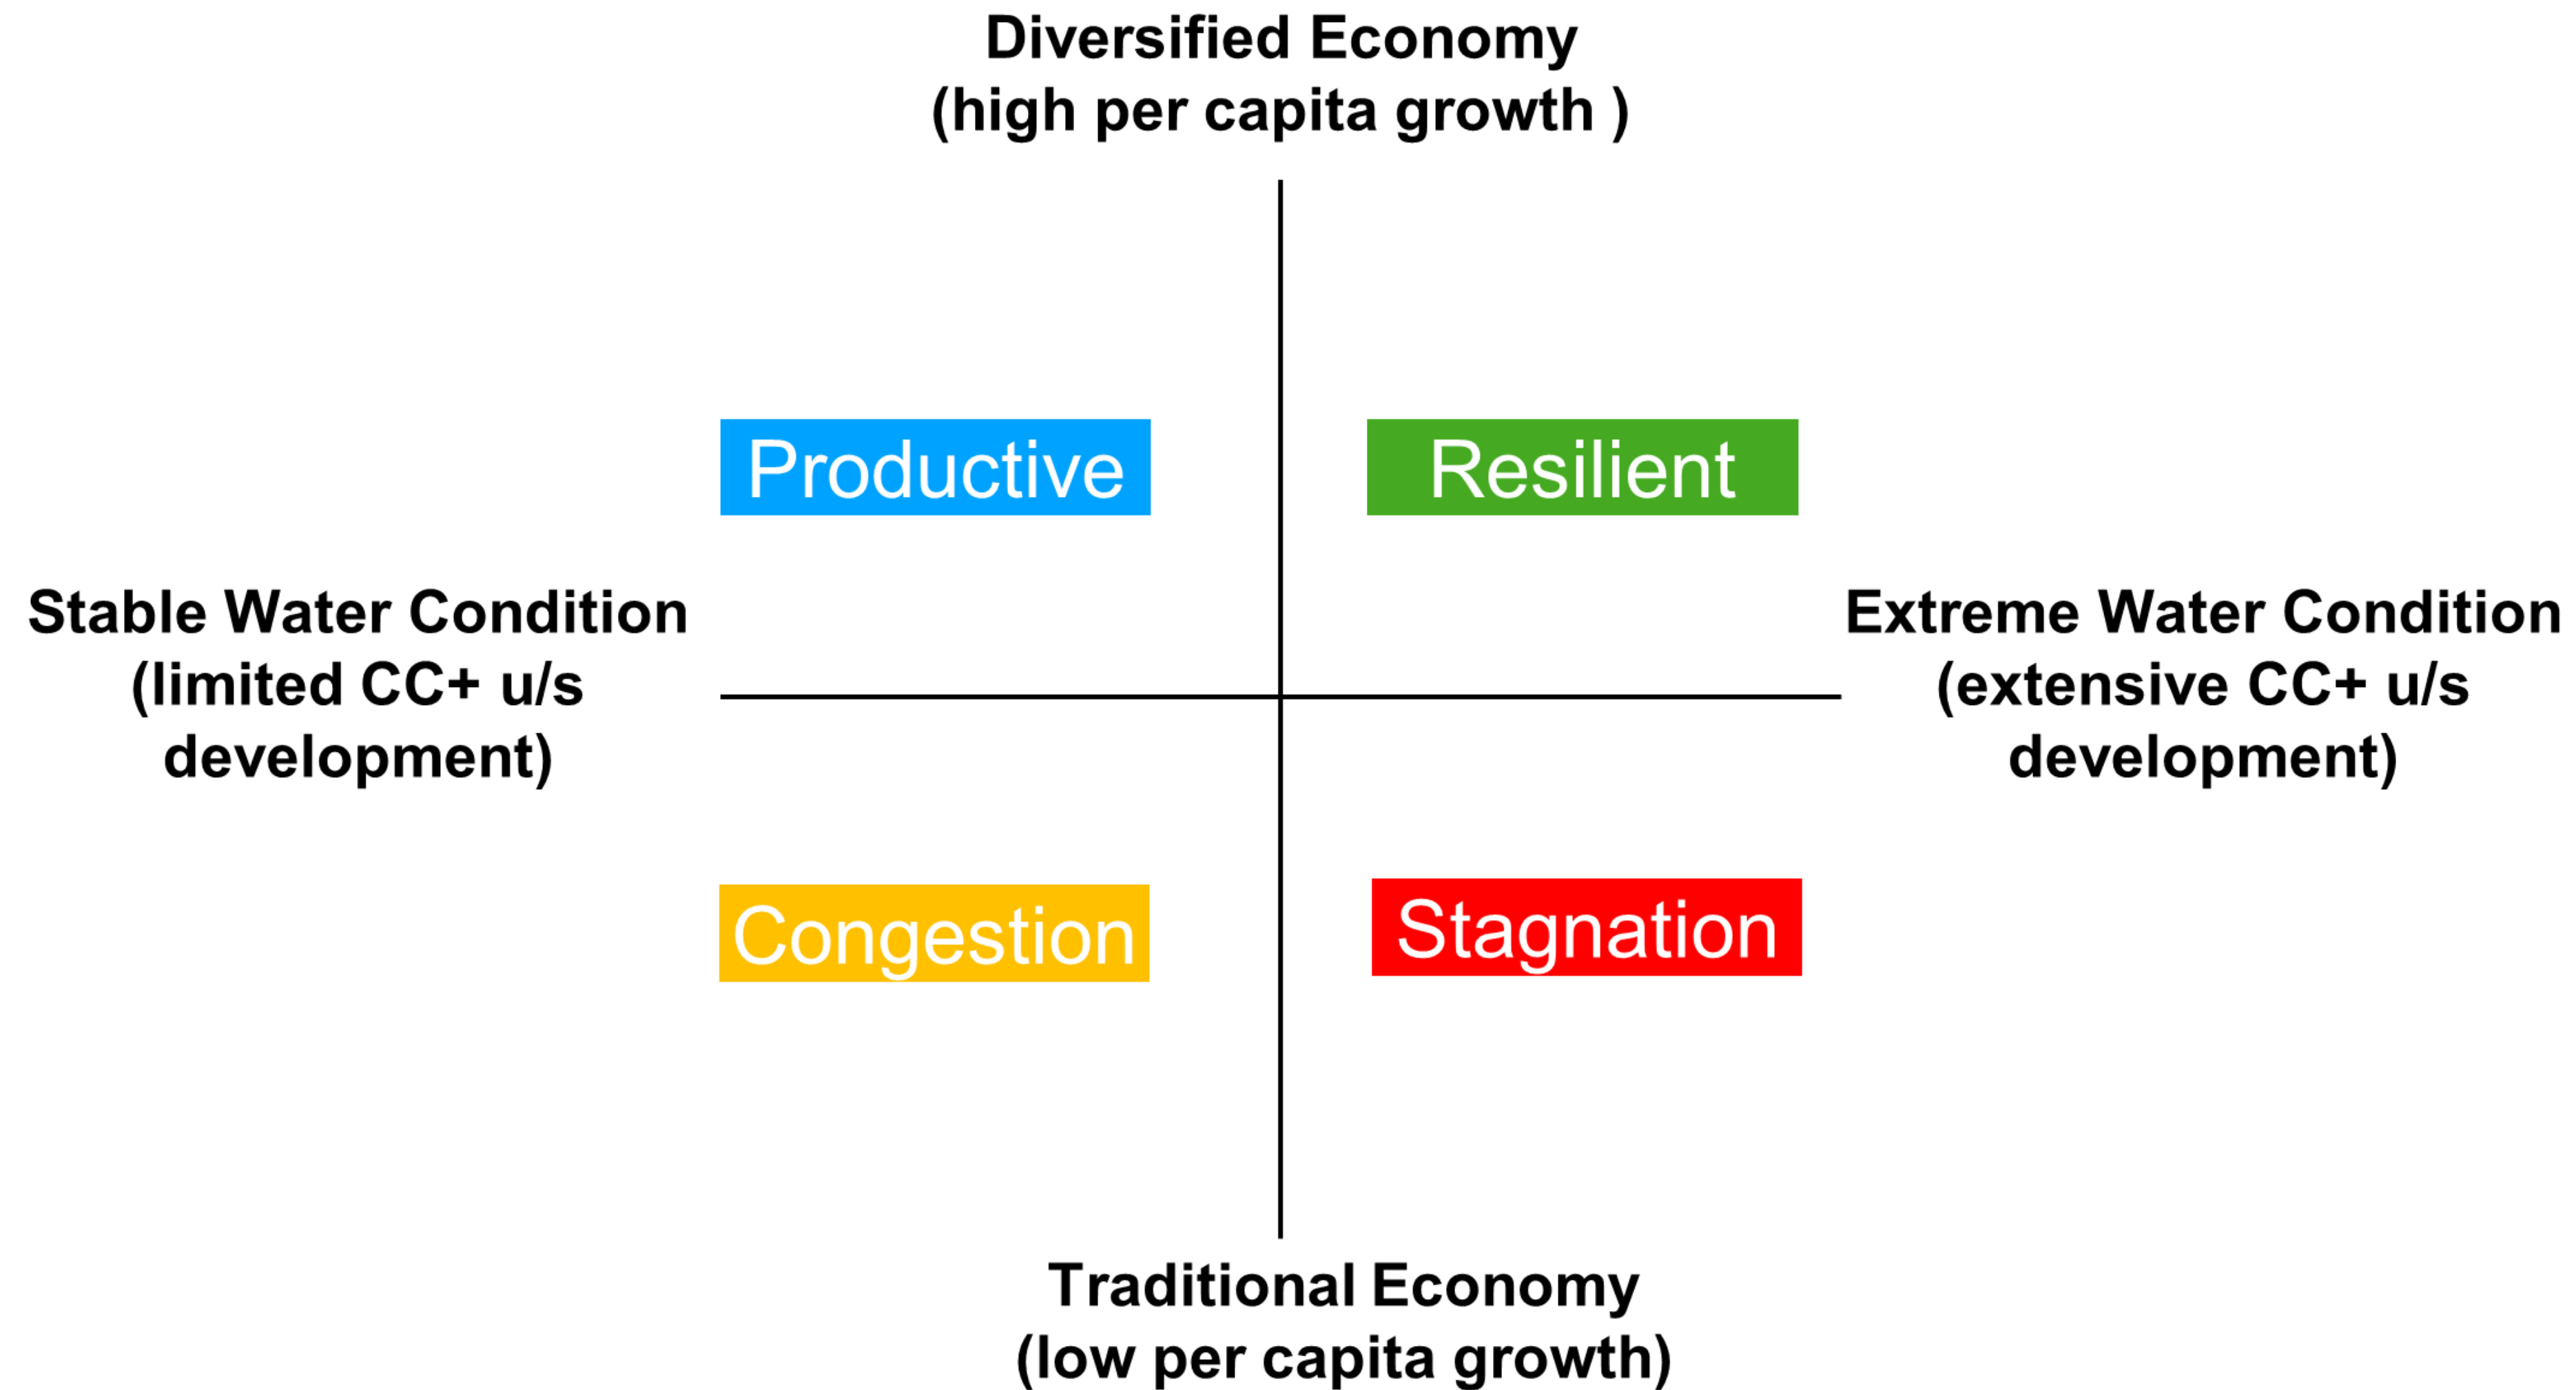 Diversified Economy
(high per capita growth )
Productive
Resilient
Stable Water Condition
(limited CC+ u/s
development)
Extreme Water Condition
(extensive CC+ u/s
development)
Congestion
Stagnation
Traditional Economy
(low per capita growth)